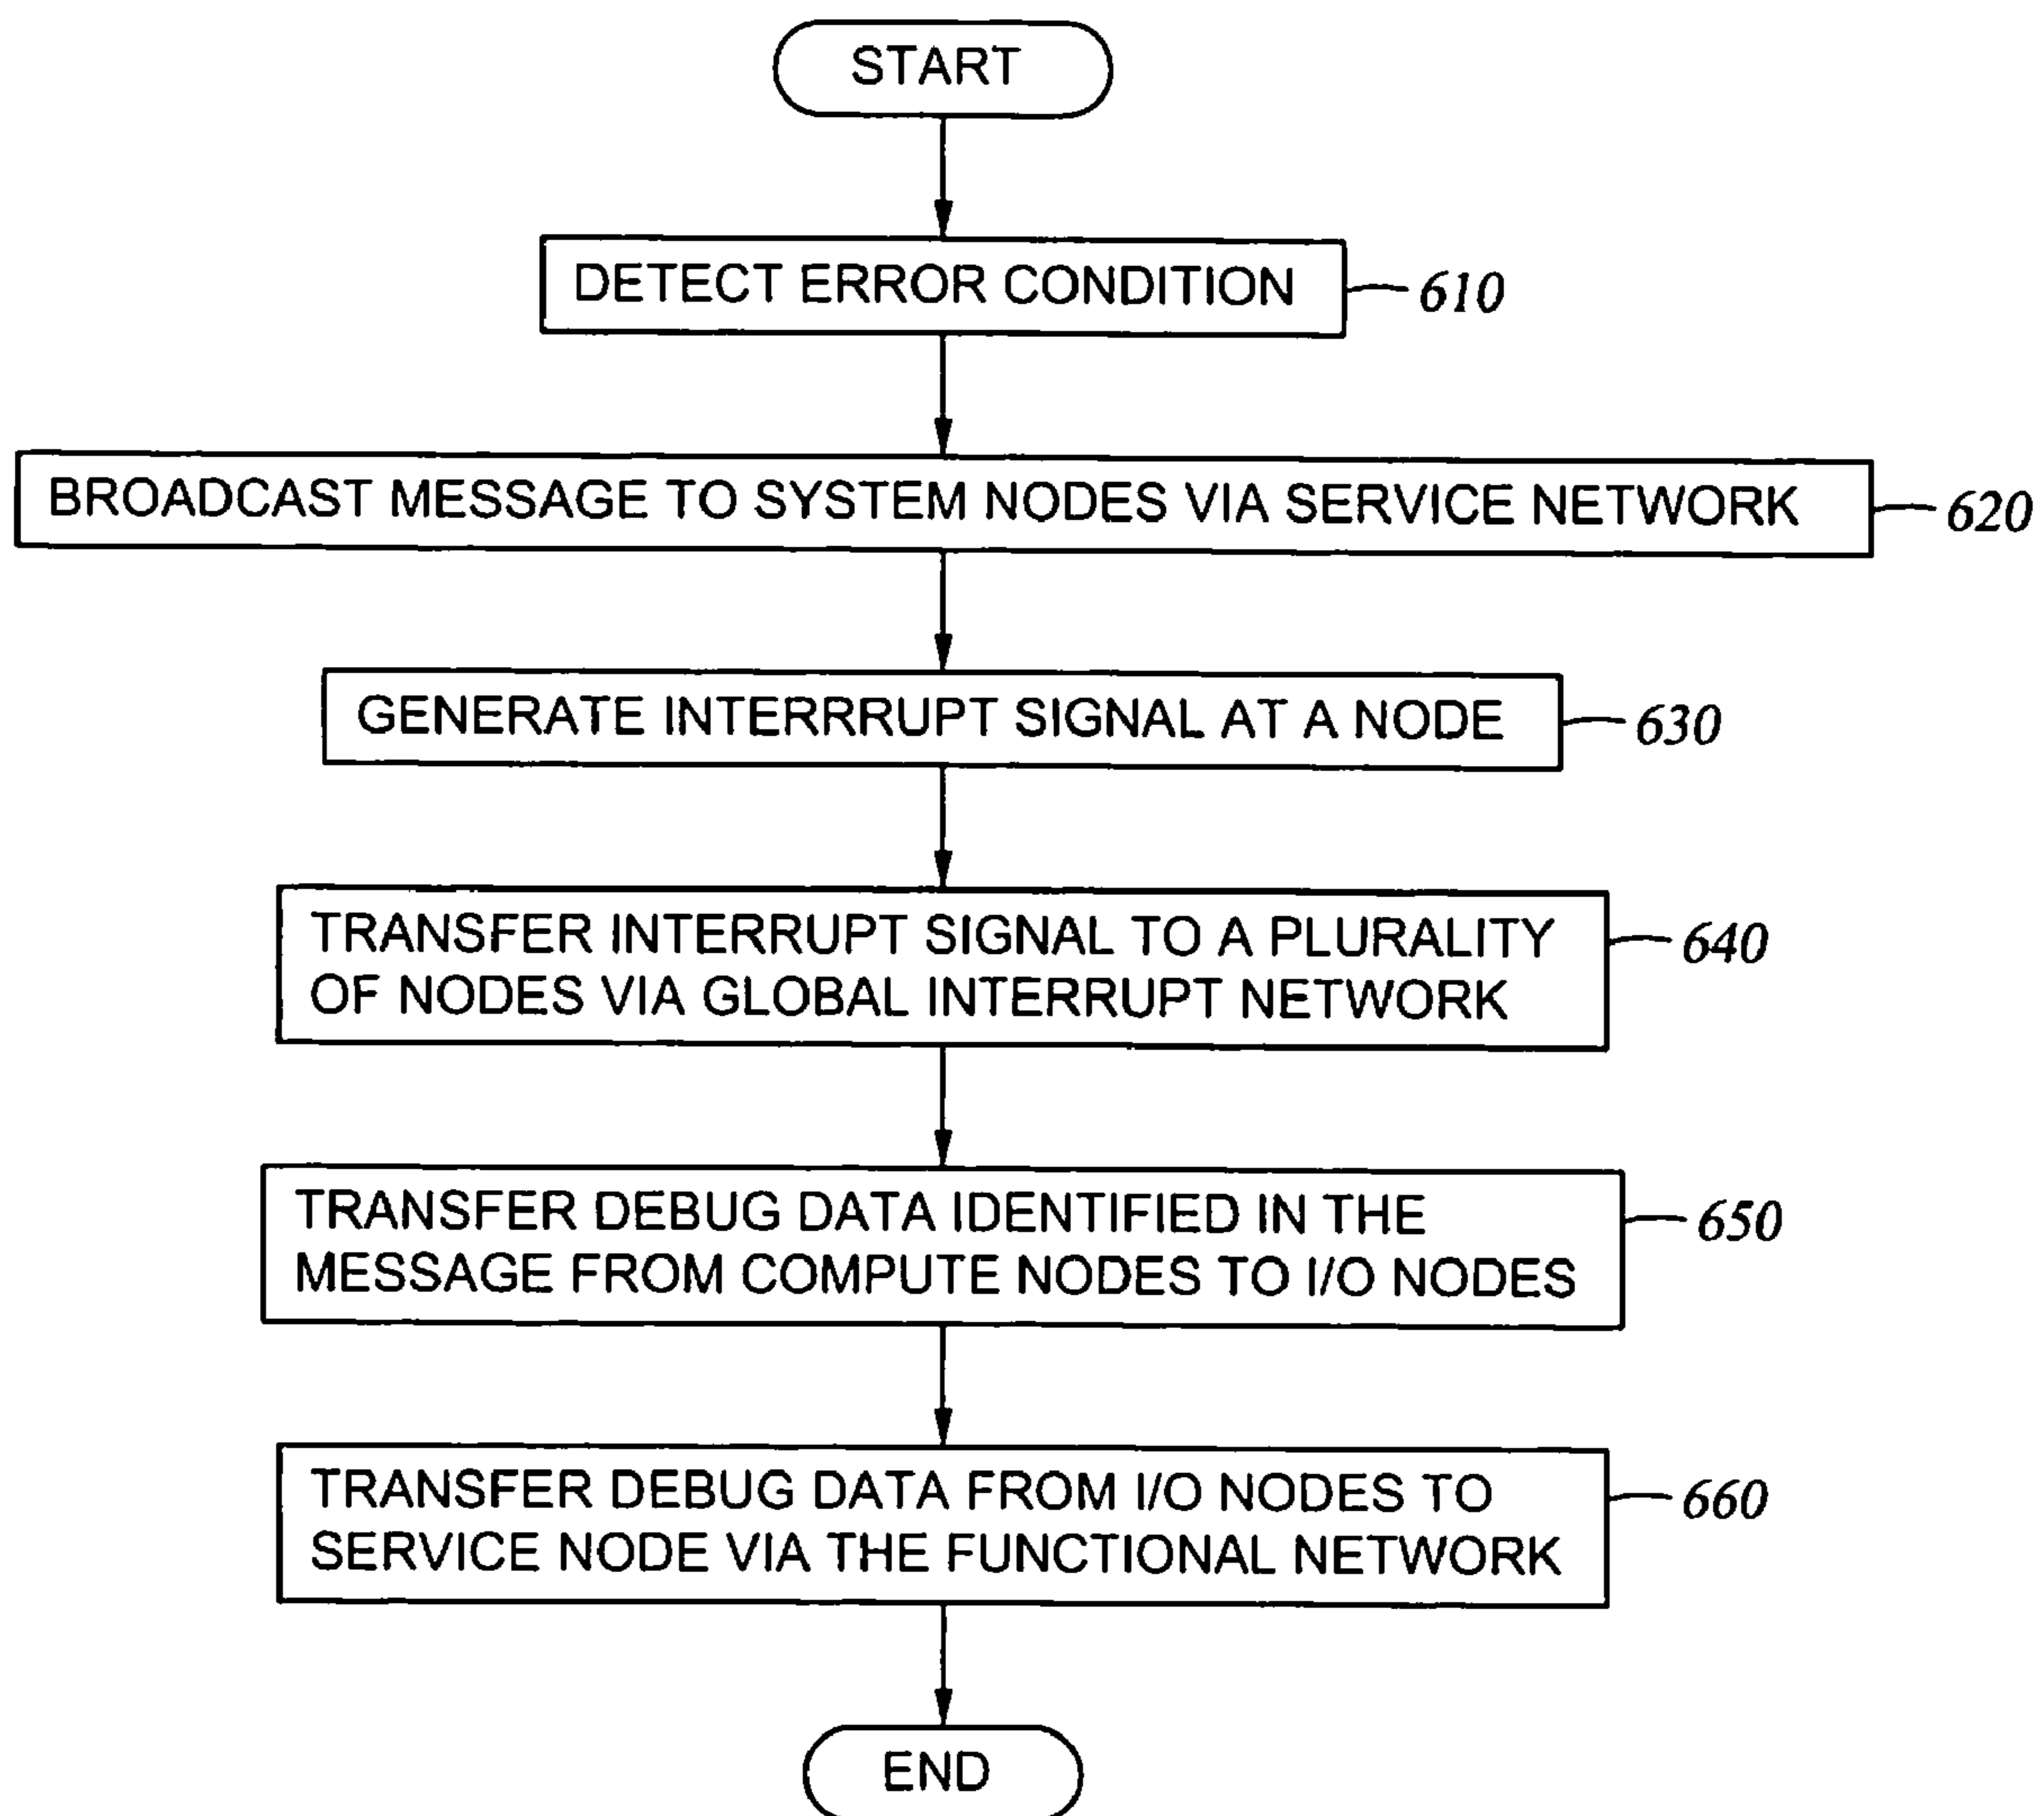 START
DETECT ERROR CONDITION
610
BROADCAST MESSAGE TO SYSTEM NODES VIA SERVICE NETWORK
620
GENERATE INTERRRUPT SIGNAL AT A NODE
630
TRANSFER INTERRUPT SIGNAL TO A PLURALITY
OF NODES VIA GLOBAL INTERRUPT NETWORK
640
TRANSFER DEBUG DATA IDENTIFIED IN THE
MESSAGE FROM COMPUTE NODES TO I/O NODES
650
TRANSFER DEBUG DATA FROM I/O NODES TO
SERVICE NODE VIA THE FUNCTIONAL NETWORK
660
END